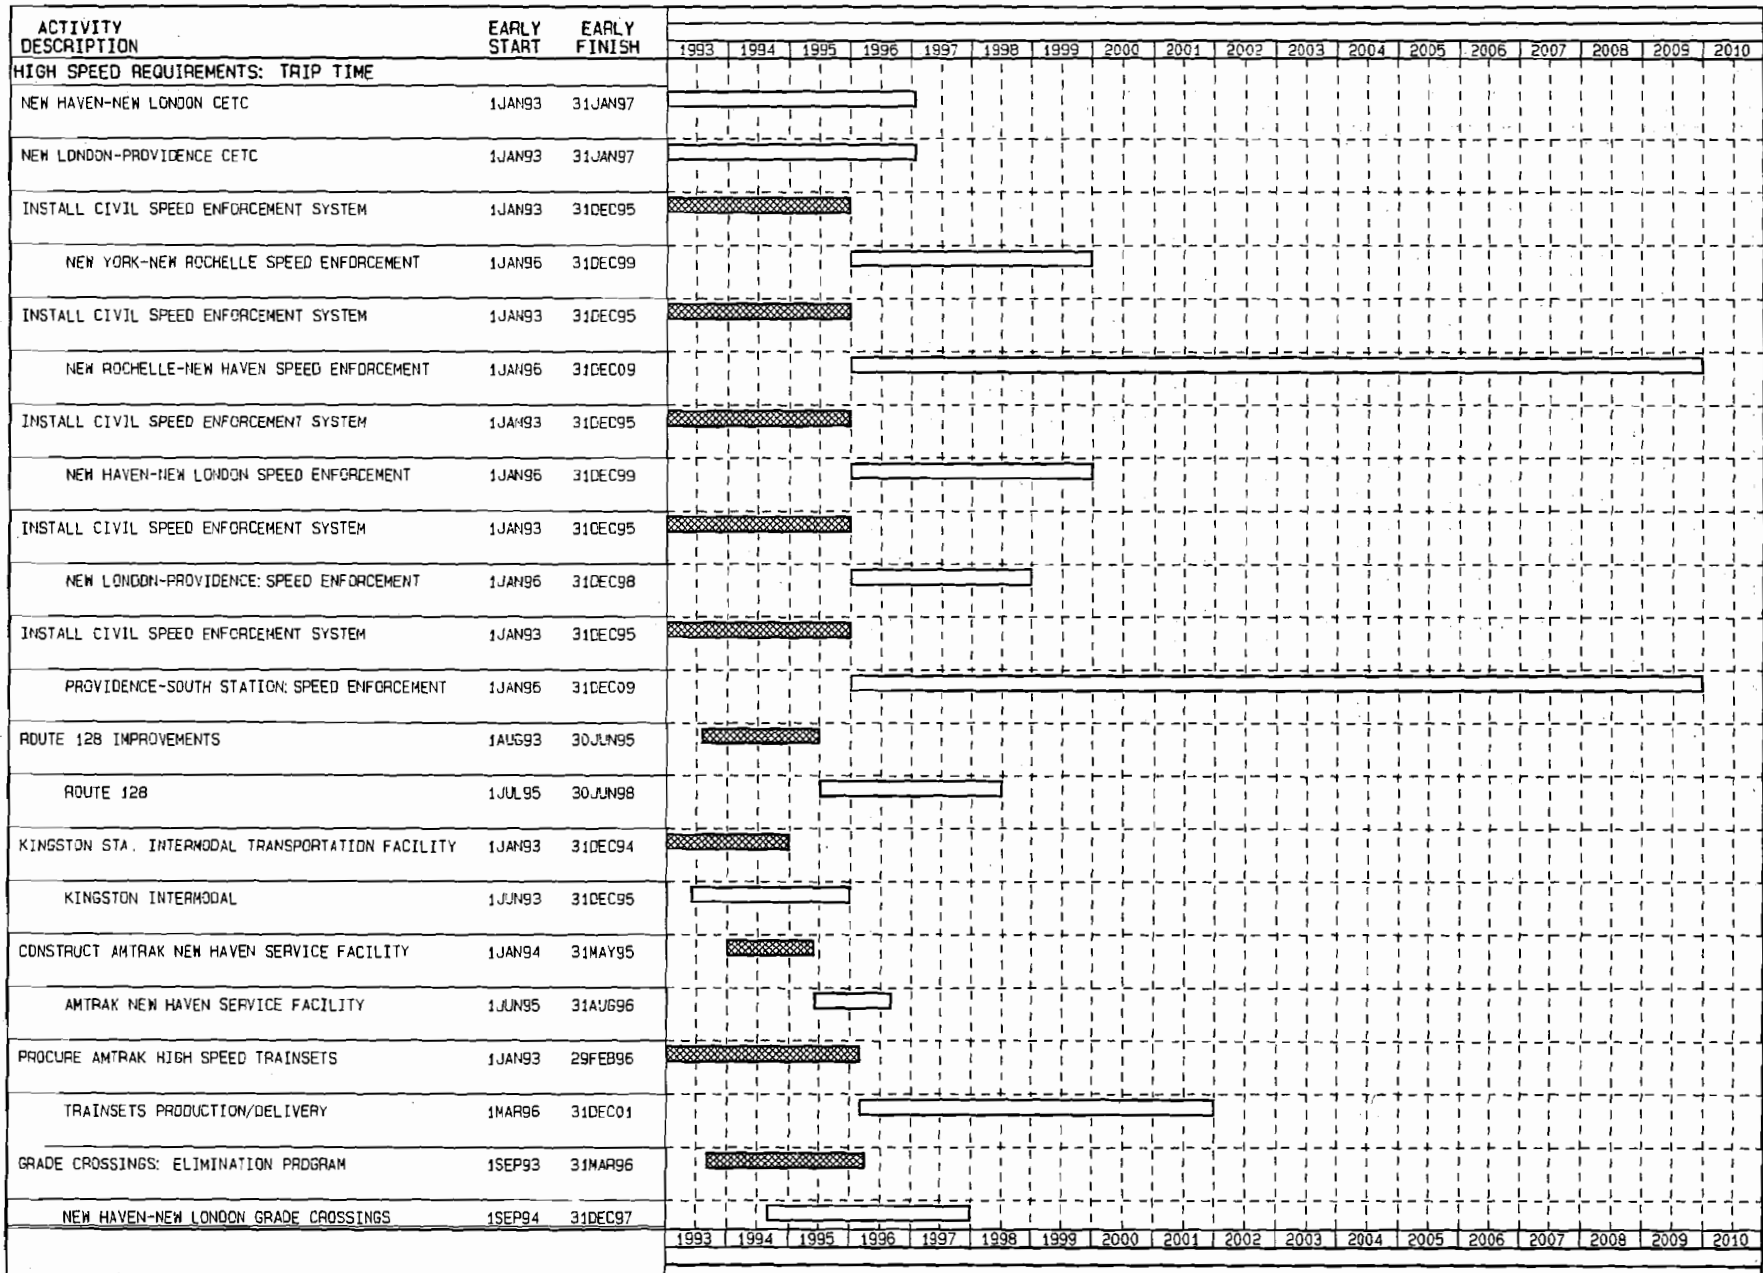 ACTIVITY EARLY EARLY
DESCRIPTION START FINISH
1993 1994 1995 1996 1997 1998 1999 2000 2001 2002 2003 2004 2005 2006 2007 2008 2009 2010
HIGH SPEED REQUIREMENTS: TRIP TIME
NEW HAVEN-NEW LONDON CETC 1JAN93 31JAN97
NEW LONDON-PROVIDENCE CETC 1JAN93 31JAN97
INSTALL CIVIL SPEED ENFORCEMENT SYSTEM 1JAN93 31DEC95
NEW YORK-NEW ROCHELLE SPEED ENFORCEMENT 1JAN96 31DEC99
INSTALL CIVIL SPEED ENFORCEMENT SYSTEM 1JAN93 31DEC95
NEW ROCHELLE-NEW HAVEN SPEED ENFORCEMENT 1JAN96 31DEC09
INSTALL CIVIL SPEED ENFORCEMENT SYSTEM 1JAN93 31DEC95
NEW HAVEN-NEW LONDON SPEED ENFORCEMENT 1JAN96 31DEC99
INSTALL CIVIL SPEED ENFORCEMENT SYSTEM 1JAN93 31DEC95
NEW LONDON-PROVIDENCE: SPEED ENFORCEMENT 1JAN96 31DEC98
INSTALL CIVIL SPEED ENFORCEMENT SYSTEM 1JAN93 31DEC95
PROVIDENCE-SOUTH STATION: SPEED ENFORCEMENT 1JAN96 31DEC09
ROUTE 128 IMPROVEMENTS 1AUG93 30JUN95
ROUTE 128 1JUL95 30JUN98
KINGSTON STA. INTERMODAL TRANSPORTATION FACILITY 1JAN93 31DEC94
KINGSTON INTERMODAL 1JUN93 31DEC95
CONSTRUCT AMTRAK NEW HAVEN SERVICE FACILITY 1JAN94 31MAY95
AMTRAK NEW HAVEN SERVICE FACILITY 1JUN95 31AUG96
PROCURE AMTRAK HIGH SPEED TRAINSETS 1JAN93 29FEB96
TRAINSETS PRODUCTION/DELIVERY 1MAR96 31DEC01
GRADE CROSSINGS: ELIMINATION PROGRAM 1SEP93 31MAR96
NEW HAVEN-NEW LONDON GRADE CROSSINGS 1SEP94 31DEC97
1993 1994 1995 1996 1997 1998 1999 2000 2001 2002 2003 2004 2005 2006 2007 2008 2009 2010